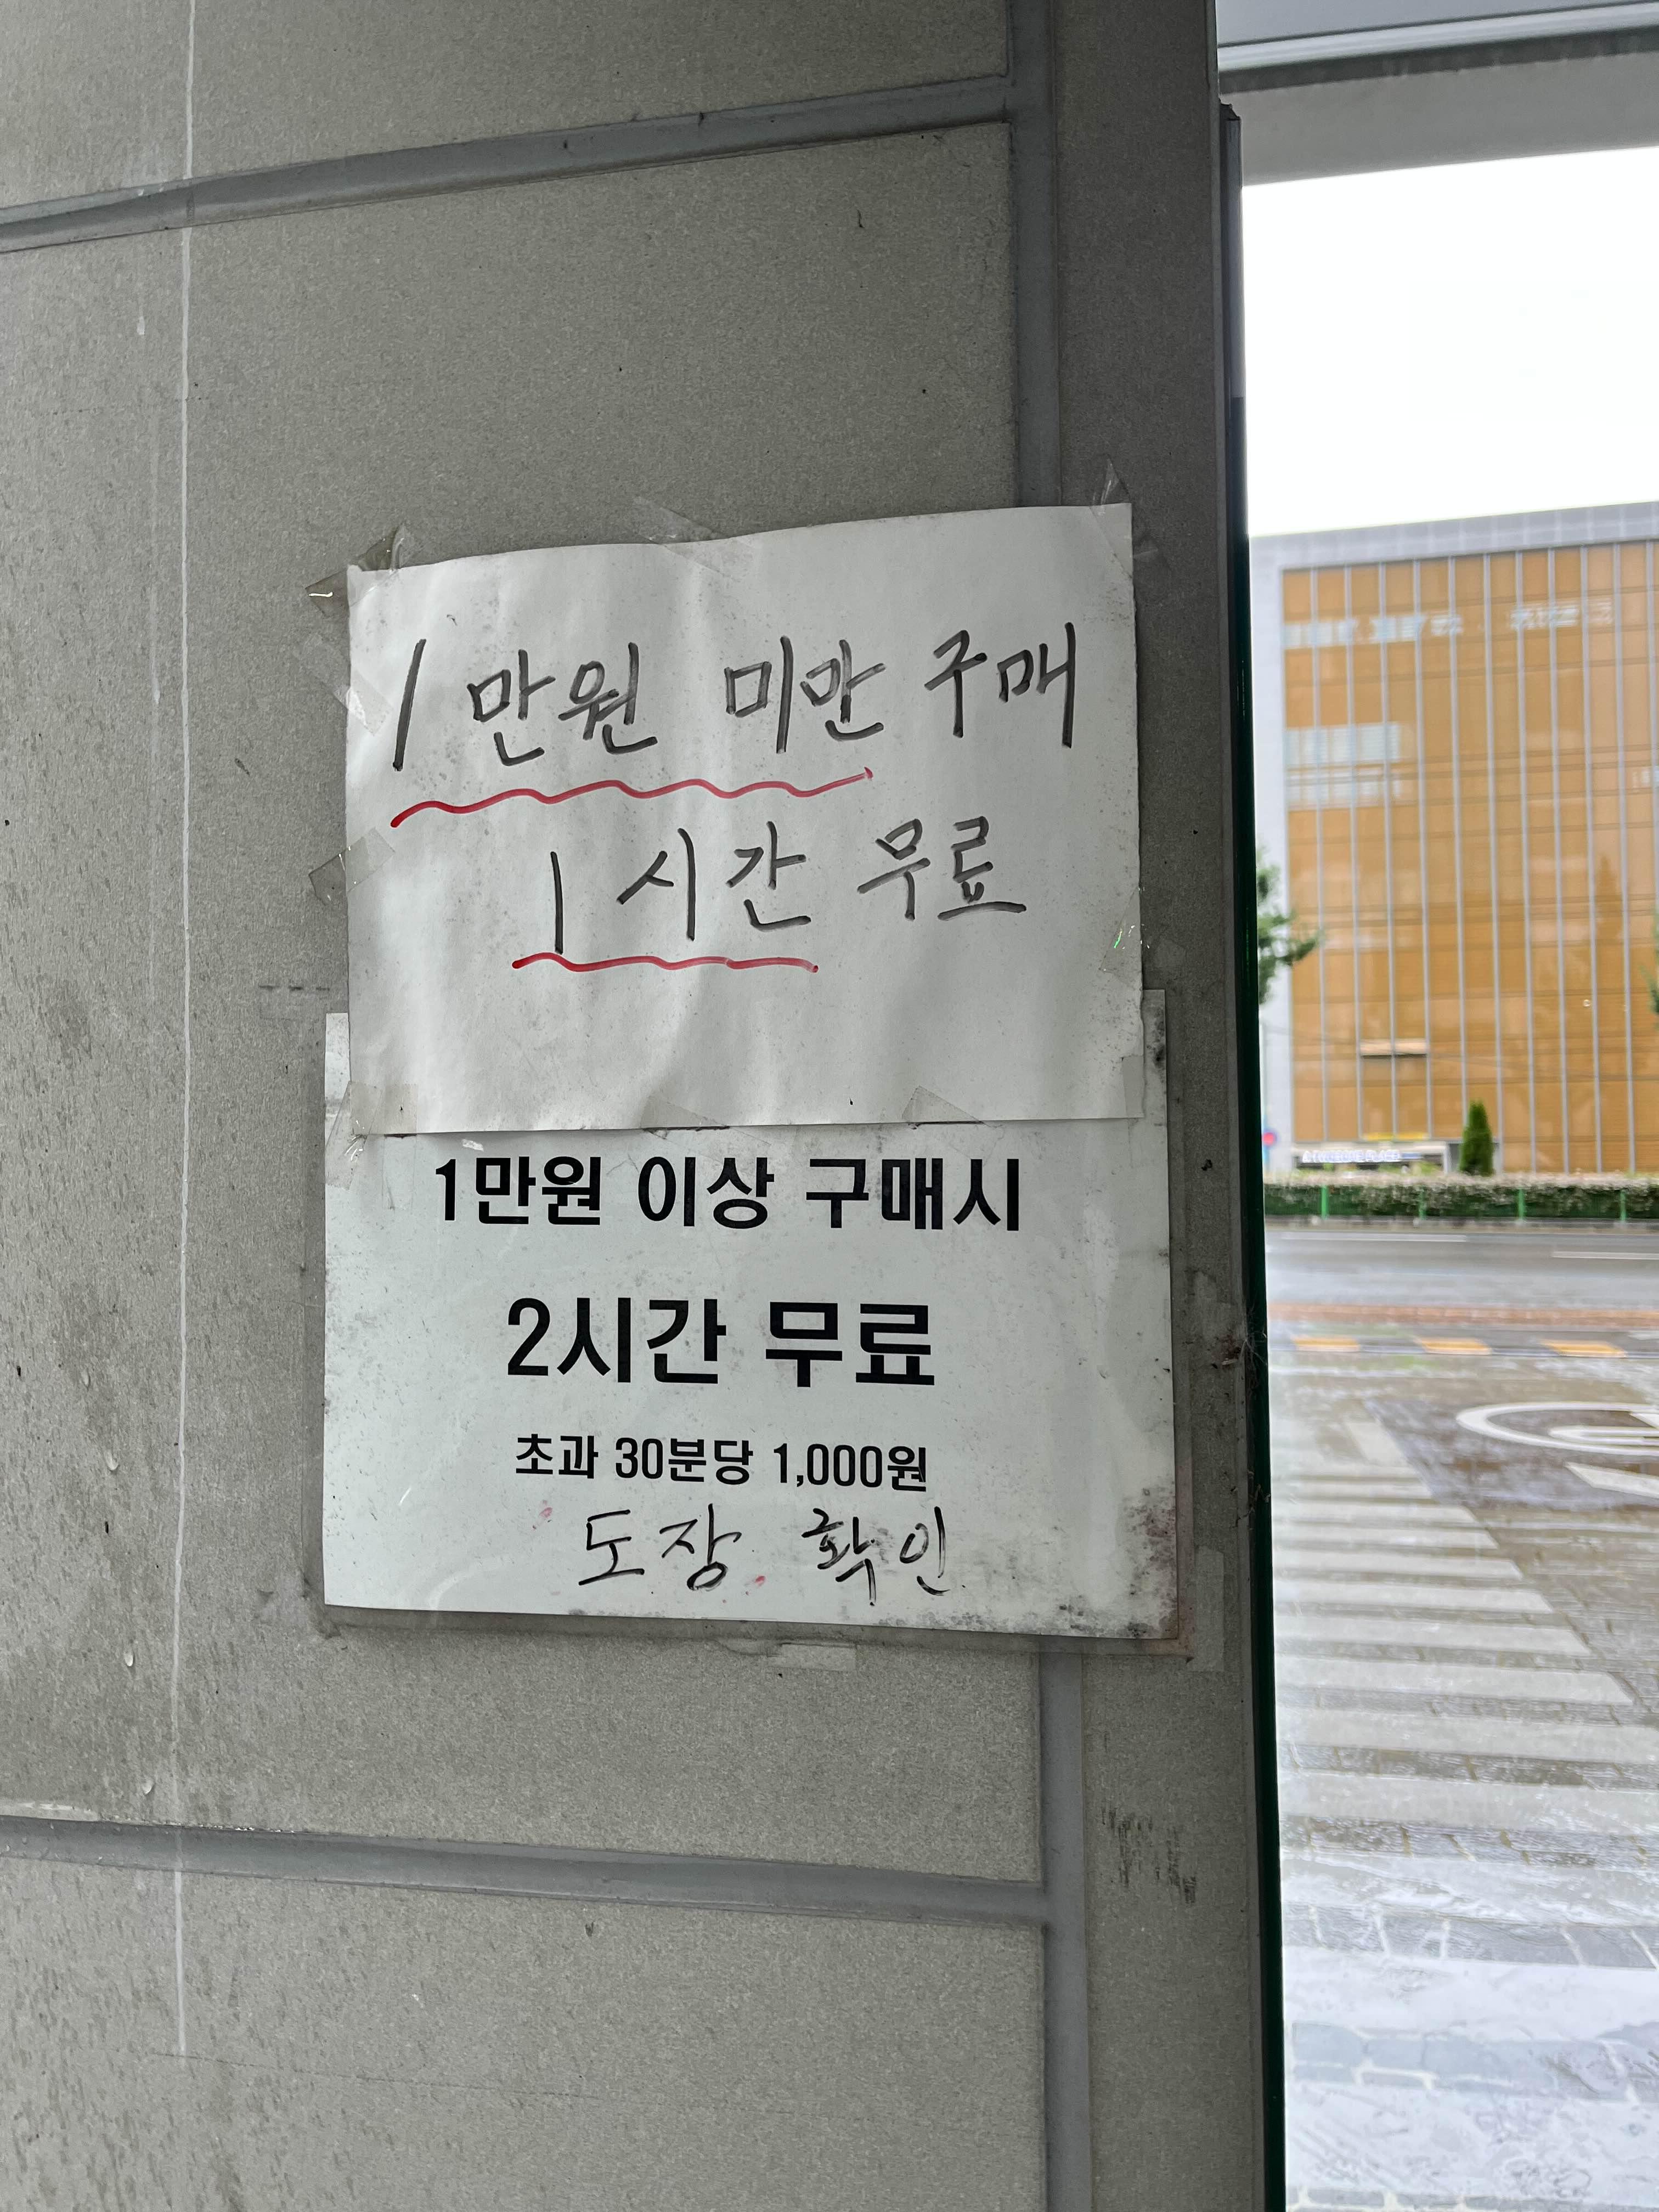 1 만원 미만 구매
1 시간 무료
1만원 이상 구매시
2시간 무료
초과 30분당 1,000원
도장 확인